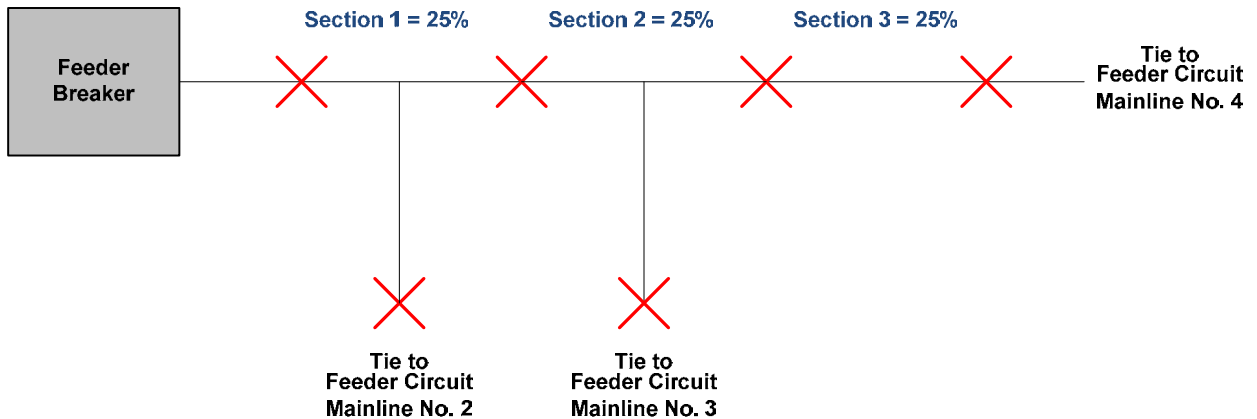 Section 1 = 25%
Section 2 = 25%
Section 3 = 25%
Feeder
Breaker
Tie to
Feeder Circuit
Mainline No. 4
Tie to
Feeder Circuit
Mainline No. 2
Tie to
Feeder Circuit
Mainline No. 3